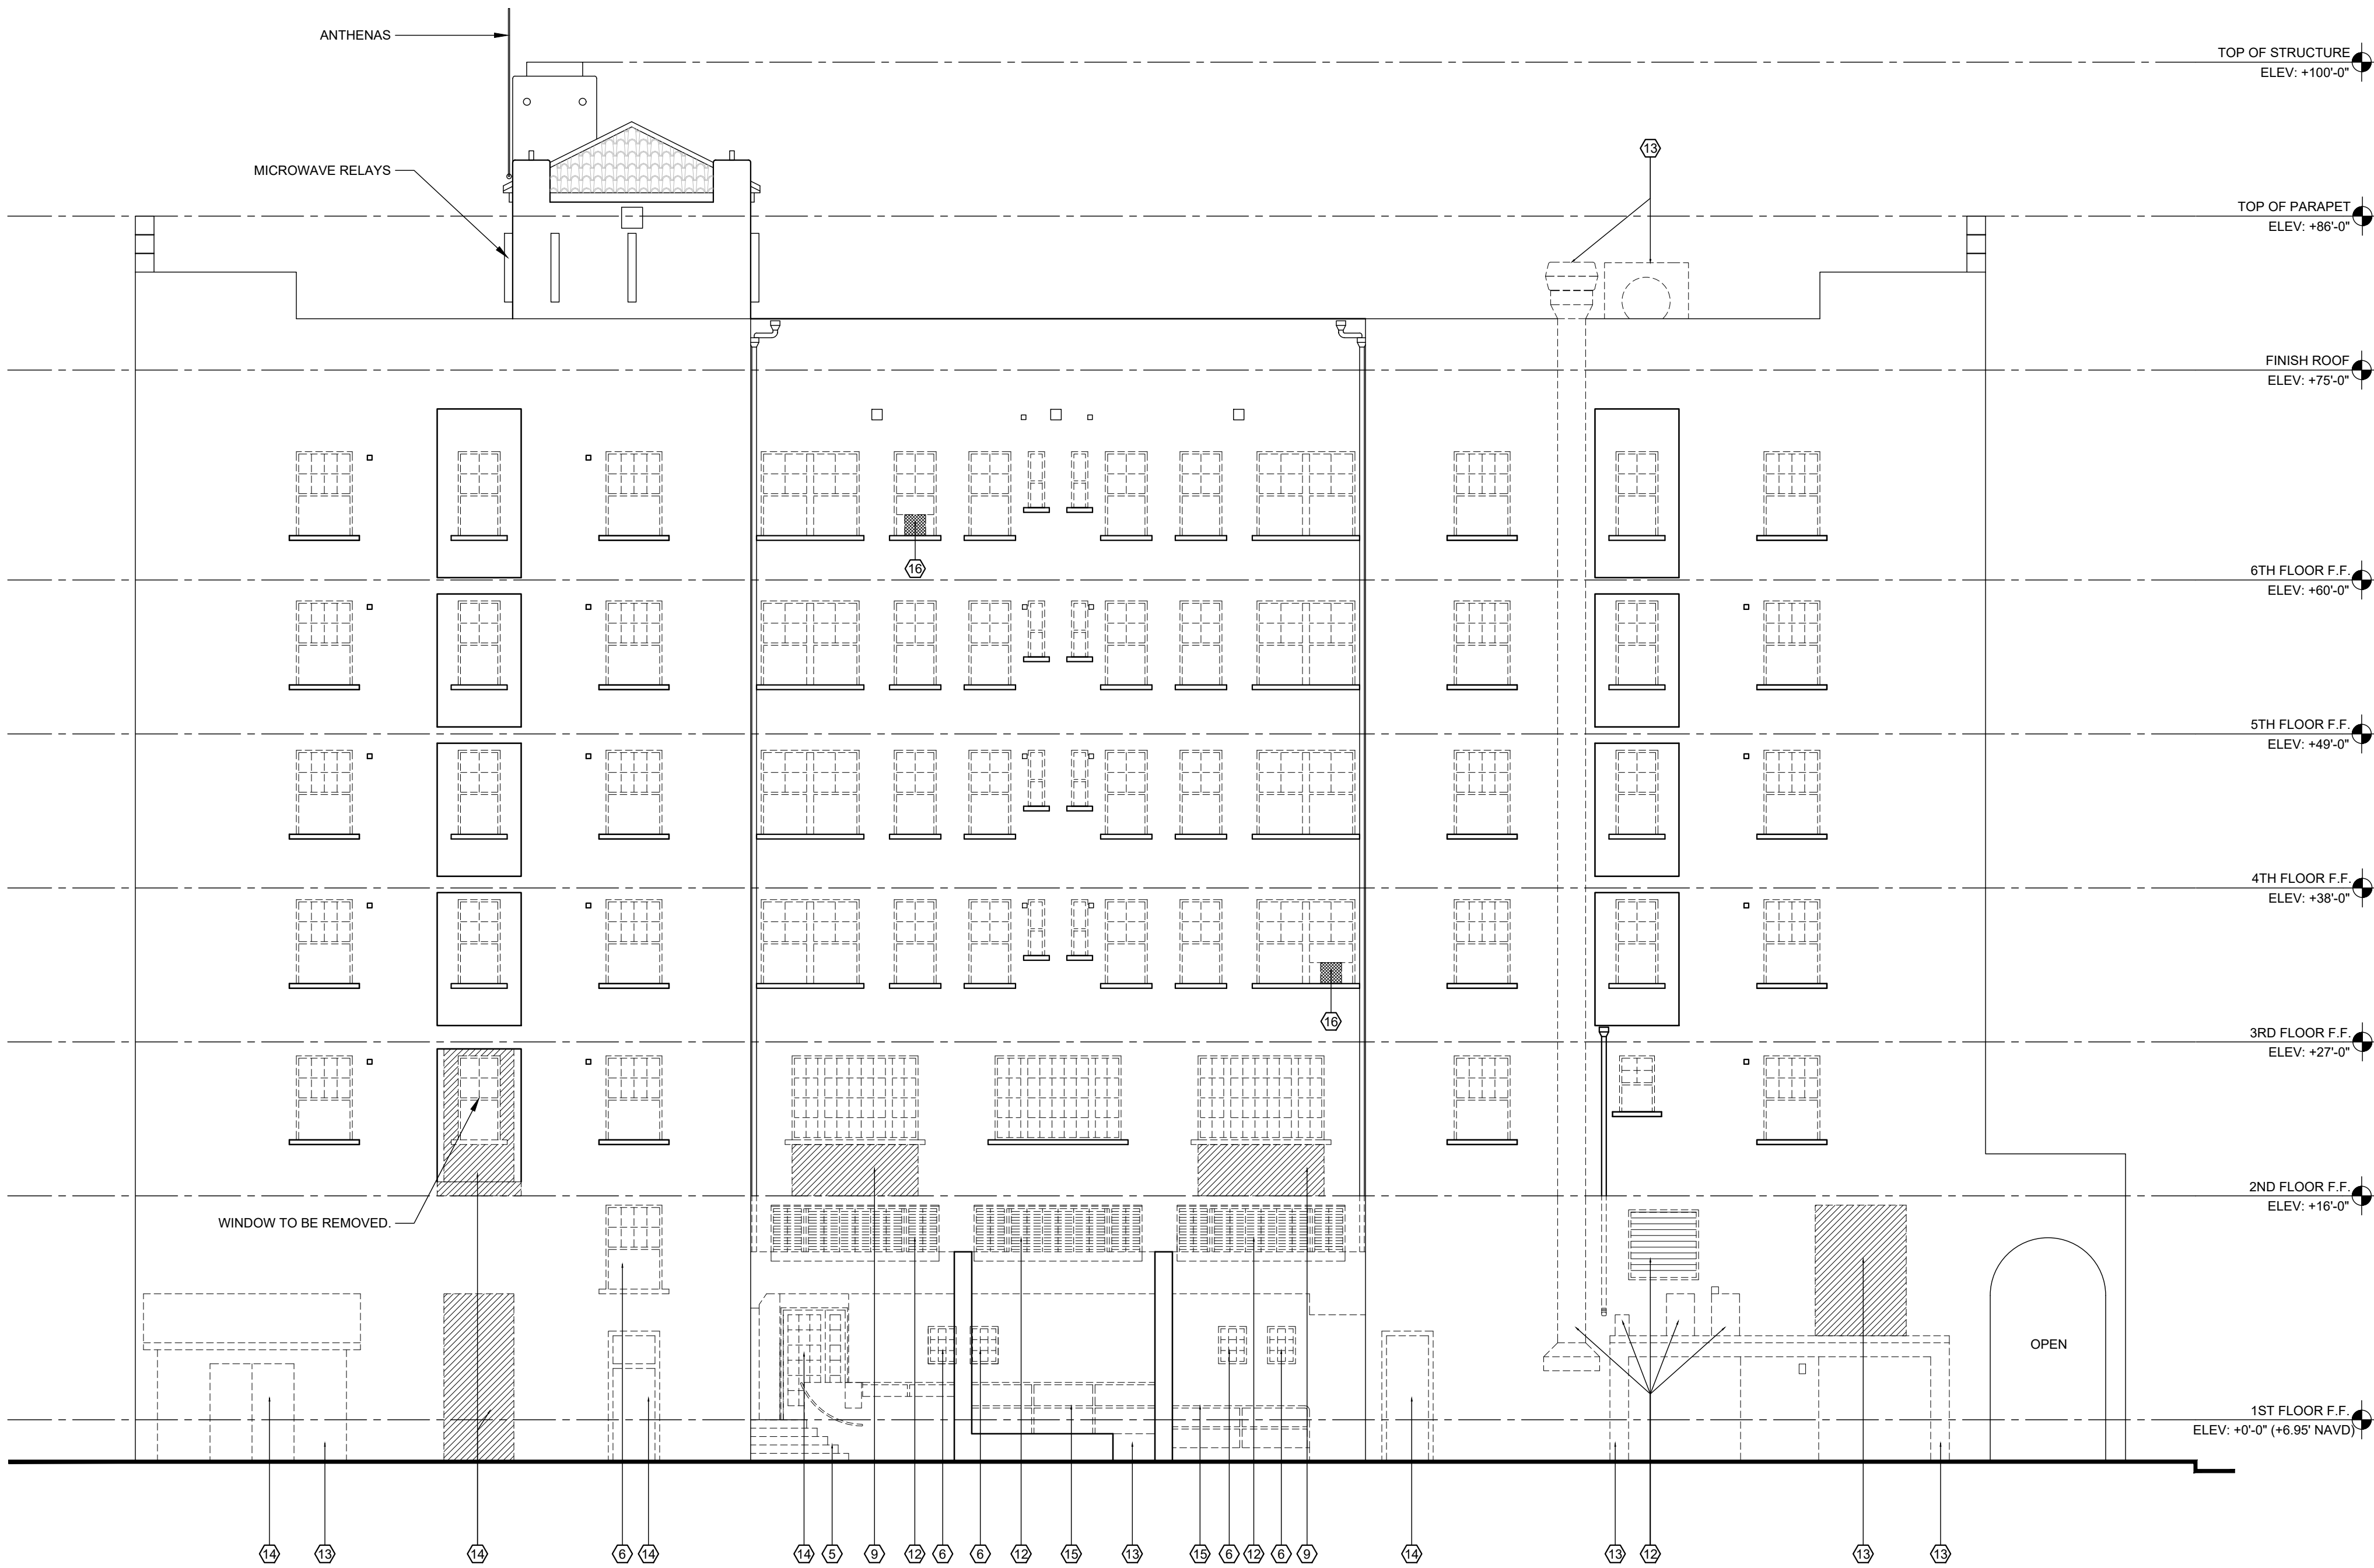 ANTHENAS
TOP OF STRUCTURE
ELEV: +100'-0"
13
MICROWAVE RELAYS
TOP OF PARAPET
ELEV: +86'-0"
FINISH ROOF
ELEV: +75'-0"
16
6TH FLOOR F.F.
ELEV: +60'-0"
5TH FLOOR F.F.
ELEV: +49'-0"
4TH FLOOR F.F.
ELEV: +38'-0"
16
3RD FLOOR F.F.
ELEV: +27'-0"
2ND FLOOR F.F.
ELEV: +16'-0"
WINDOW TO BE REMOVED.
OPEN
1ST FLOOR F.F.
ELEV: +0'-0" (+6.95' NAVD)
14 13 14 6 14 14 5 9 12 6 6 12 15 13 15 6 12 6 9 14 13 12 13 13